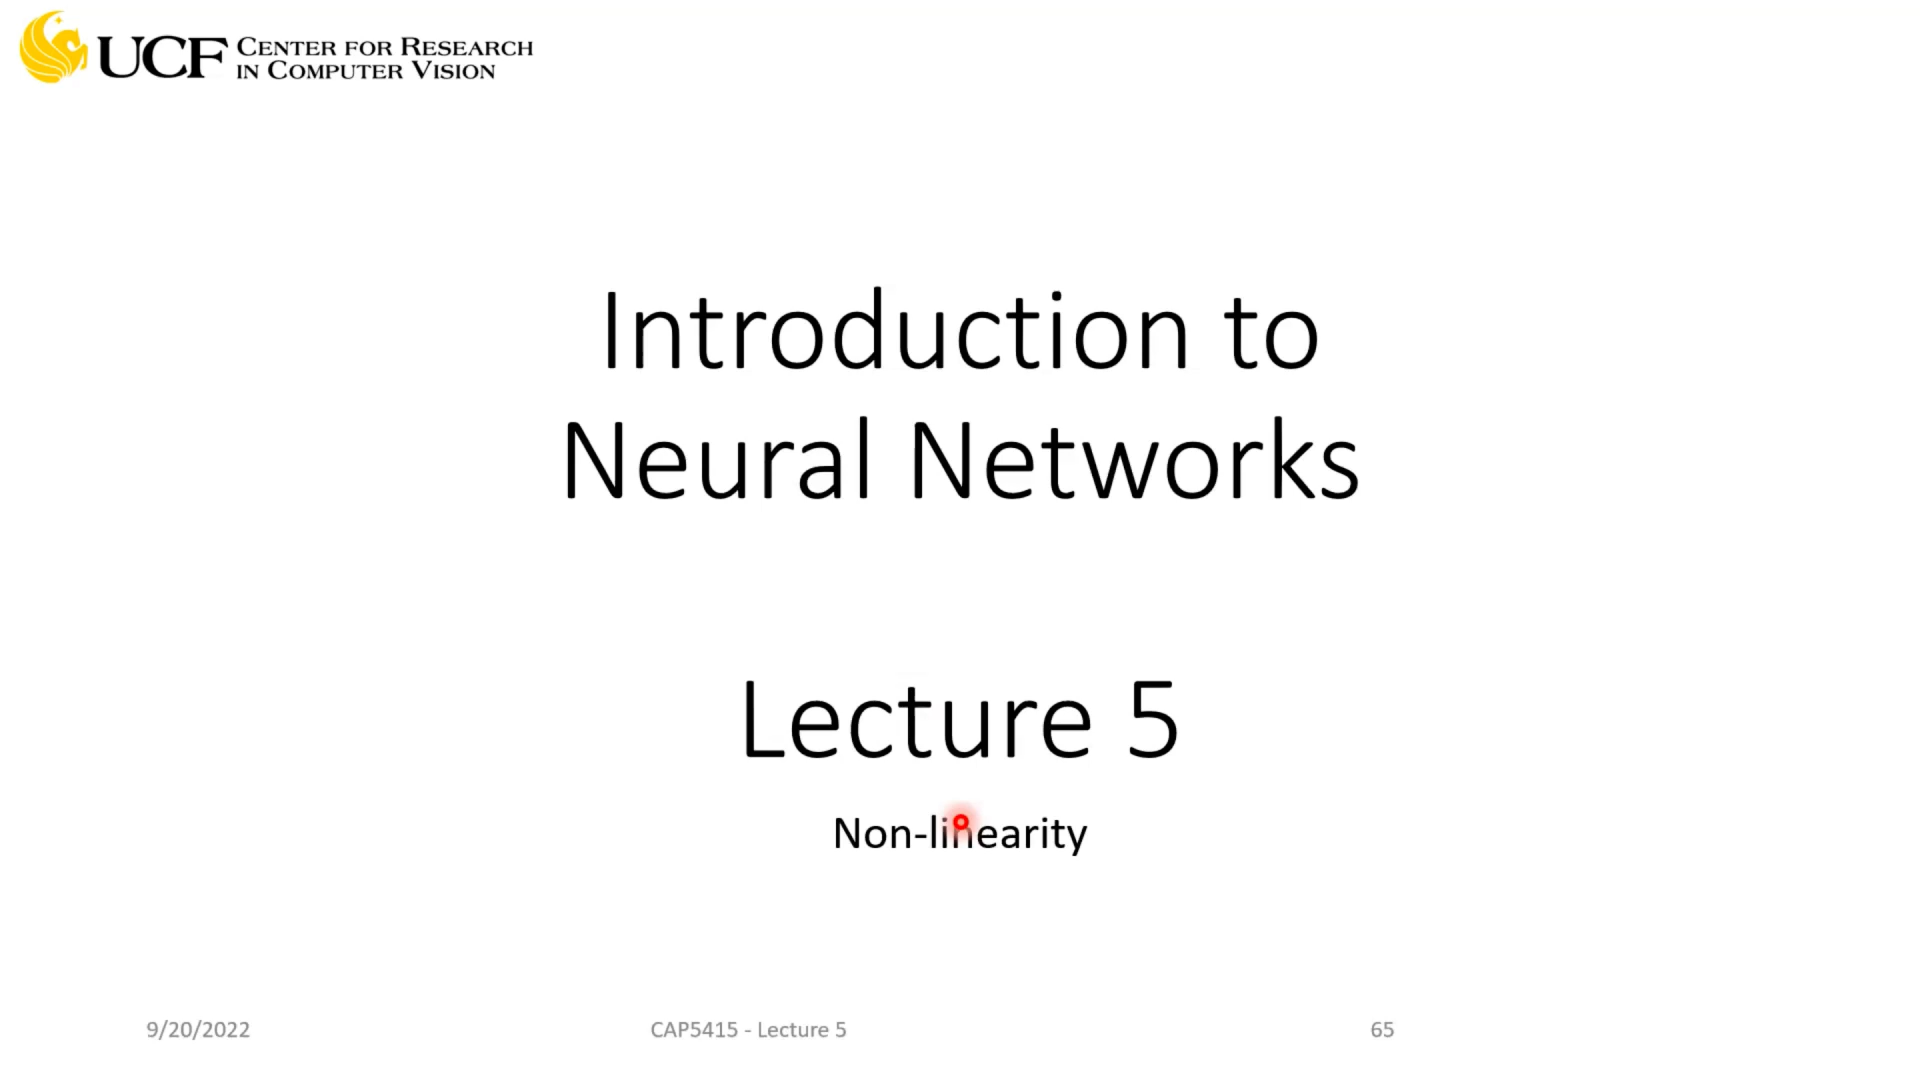 UCF CENTER FOR RESEARCH
IN COMPUTER VISION
Introduction to
Neural Networks
Lecture 5
Non-linearity
9/20/2022
CAP5415 - Lecture 5
65